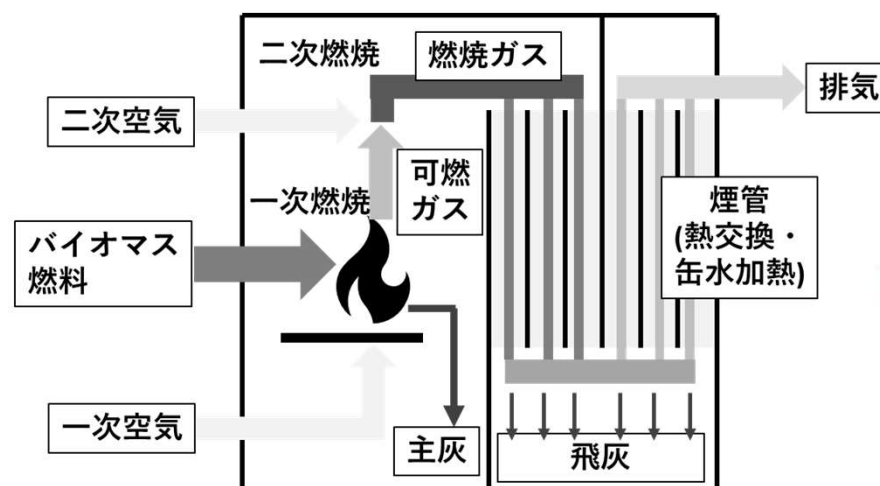 二次燃焼
燃焼ガス
排気
二次空気
可燃
ガス
一次燃焼
煙管
(熱交換・
缶水加熱)
バイオマス
燃料
一次空気
主灰
飛灰